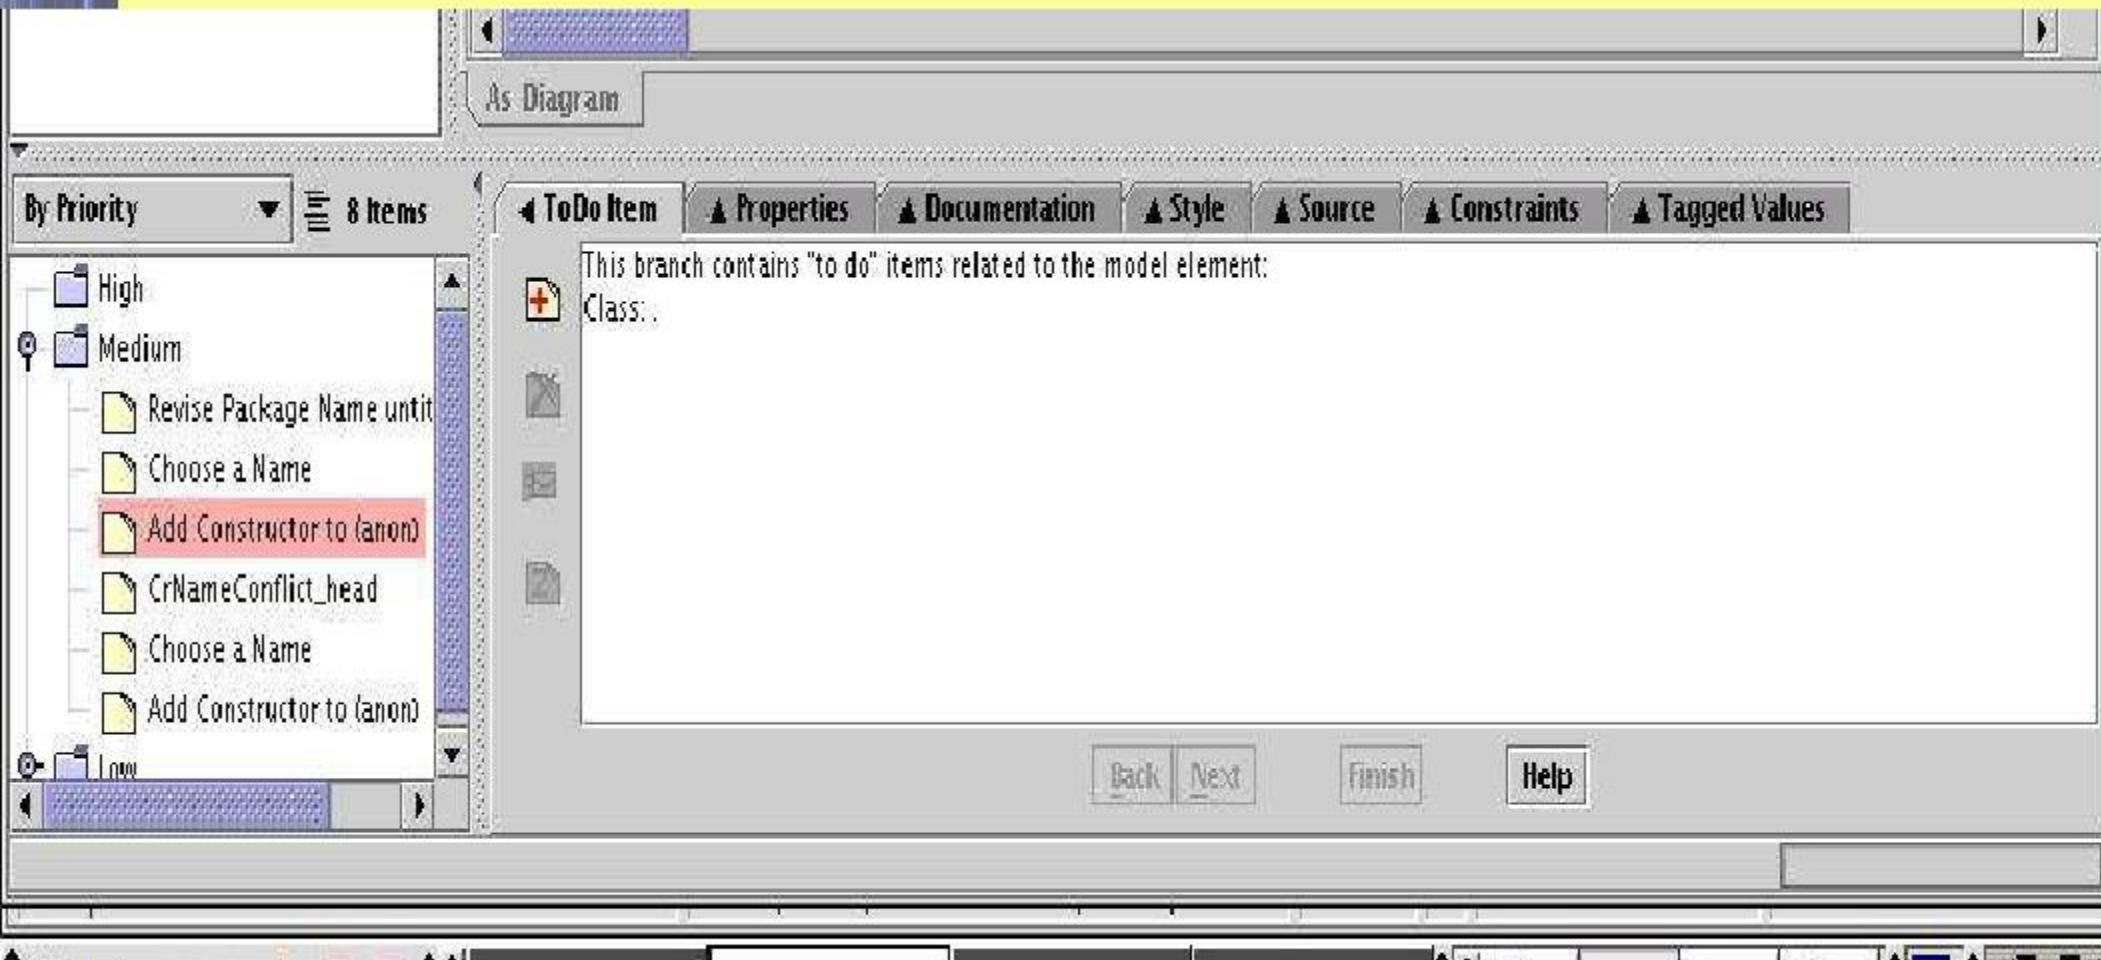 As Diagram
By Priority
8 Items
ToDo Item
Properties
Documentation
Style
Source
Constraints
Tagged Values
High
Medium
Revise Package Name untit
Choose a Name
Add Constructor to (anon)
CrNameConflict_head
Choose a Name
Add Constructor to (anon)
Low
This branch contains "to do" items related to the model element:
Class: .
Back
Next
Finish
Help